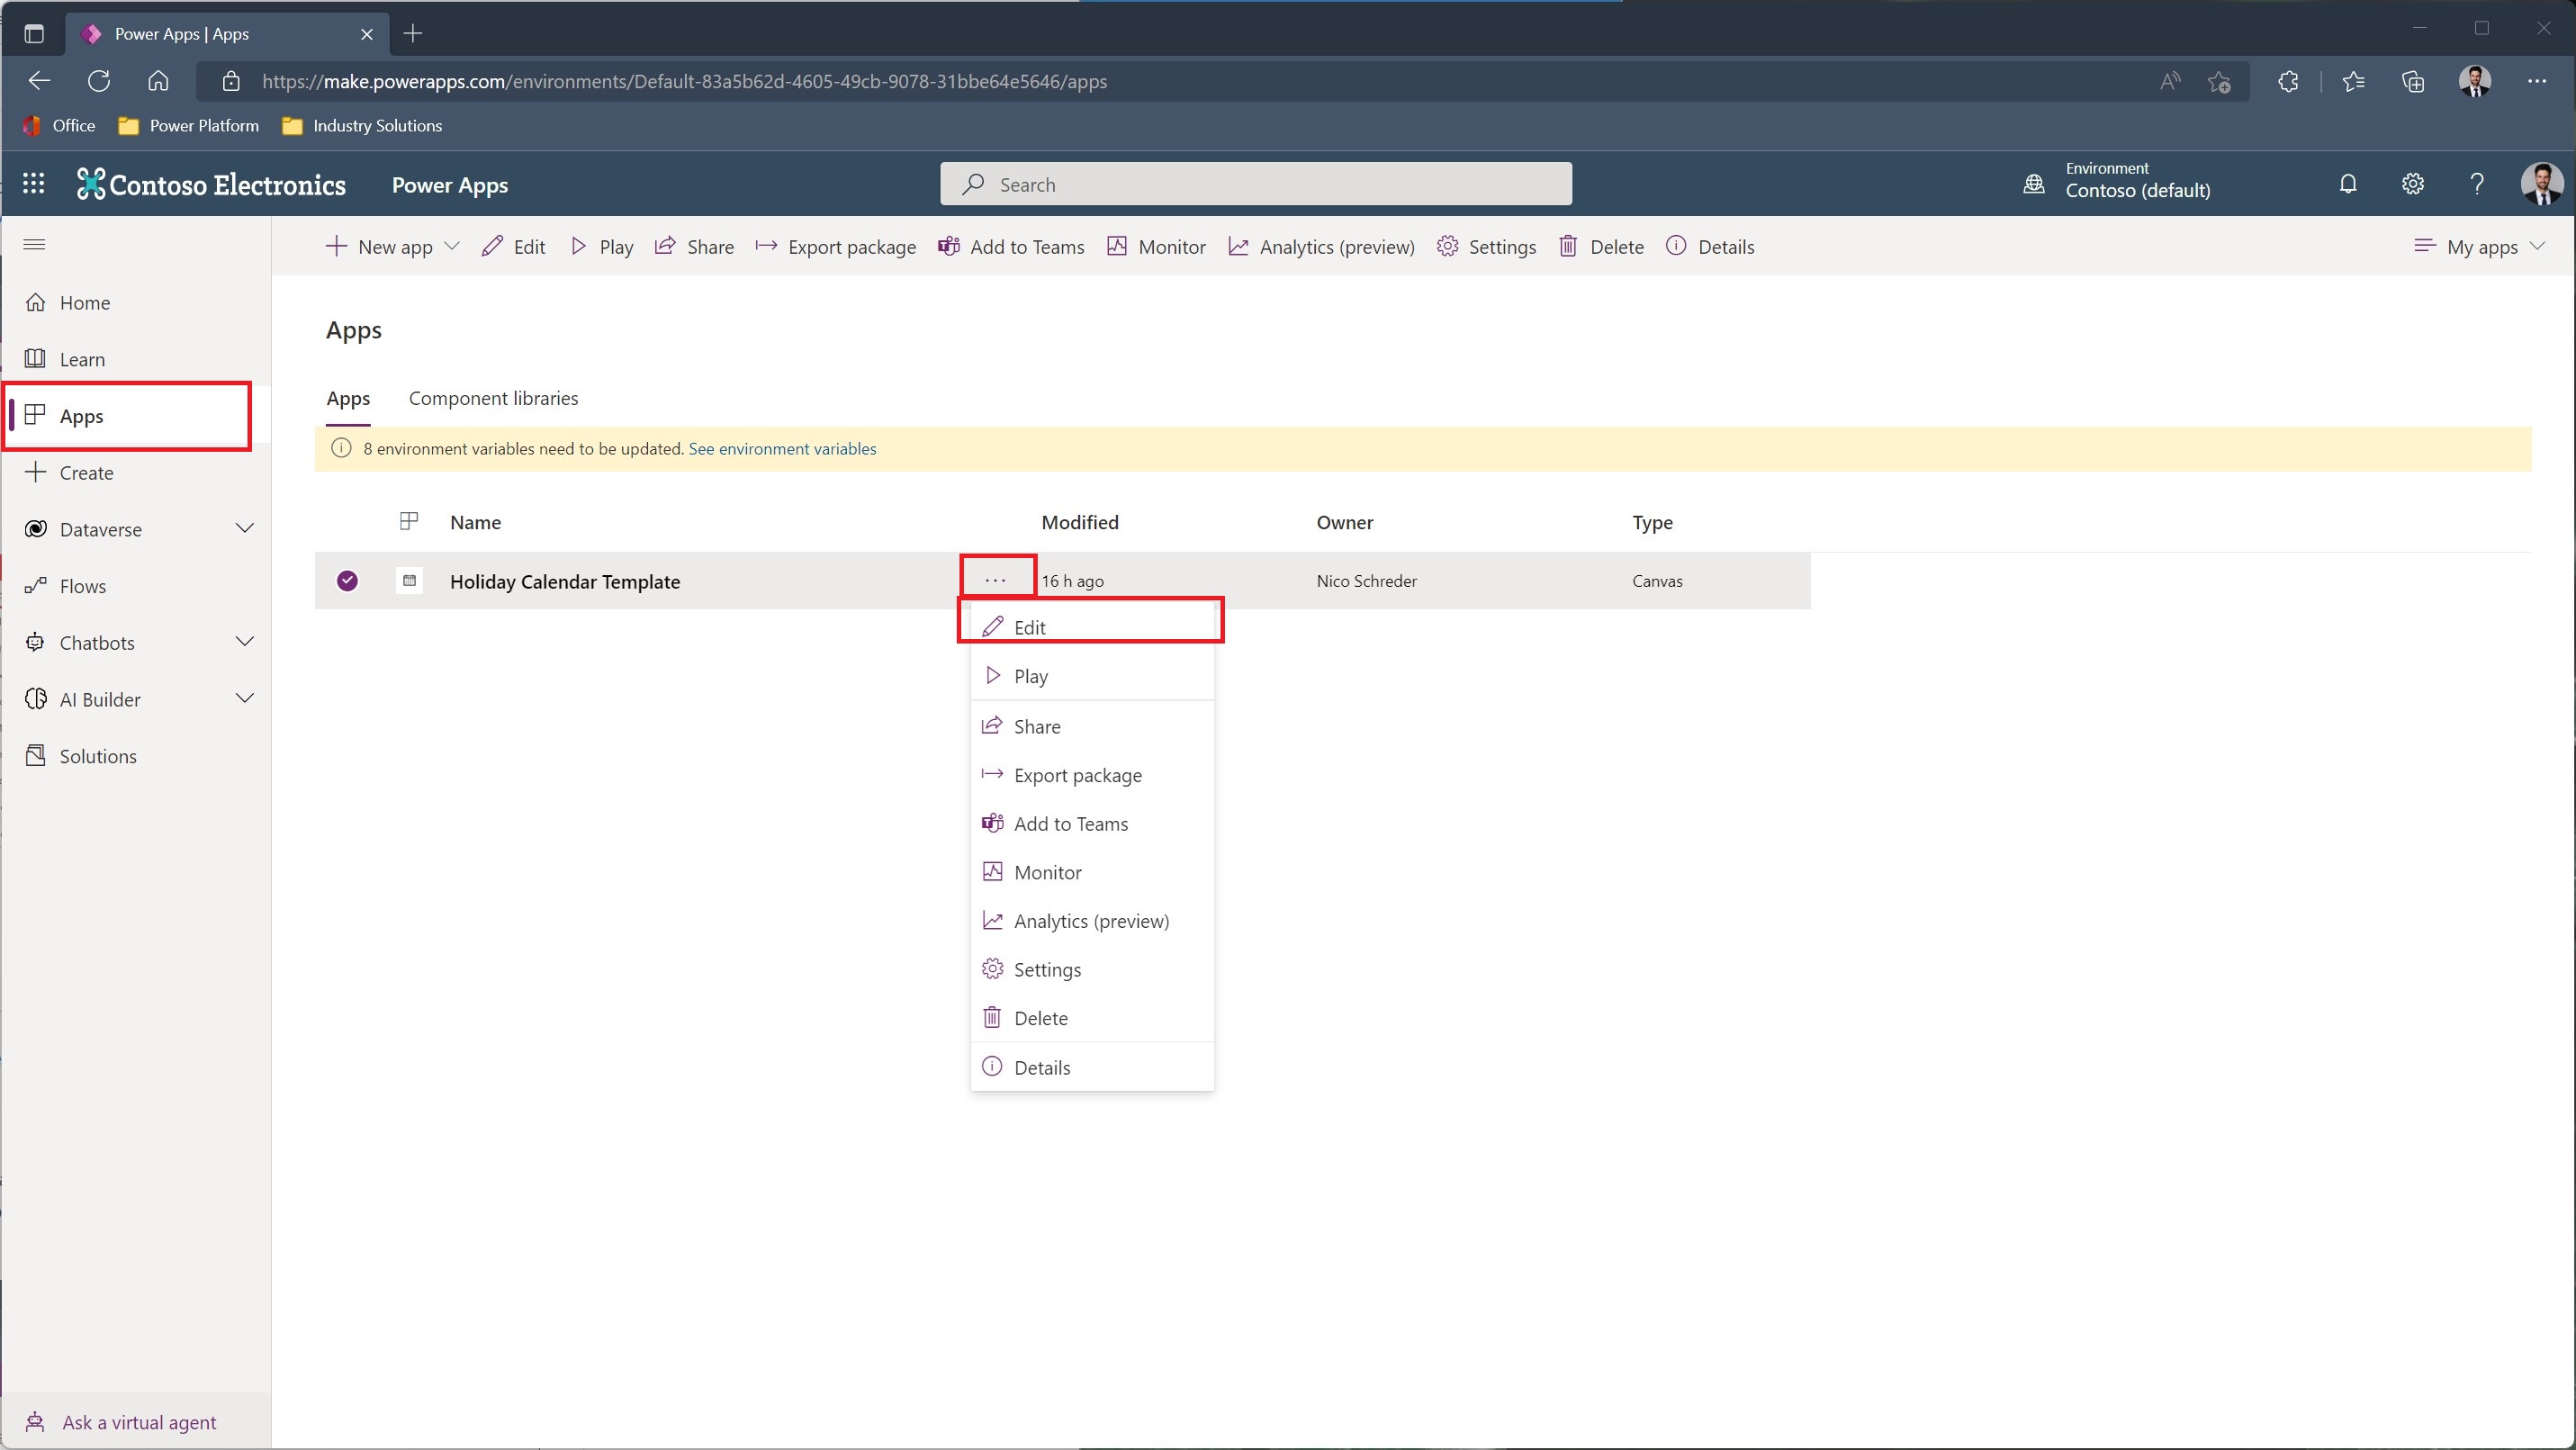 Power Apps | Apps
https://make.powerapps.com/environments/Default-83a5b62d-4605-49cb-9078-31bbe64e5646/apps
Office Power Platform Industry Solutions
Contoso Electronics Power Apps Search Environment
Contoso (default)
New app Edit Play Share Export package Add to Teams Monitor Analytics (preview) Settings Delete Details My apps
Home
Learn
Apps
Create
Dataverse
Flows
Chatbots
AI Builder
Solutions
Ask a virtual agent
Apps
Apps Component libraries
8 environment variables need to be updated. See environment variables
Name Modified Owner Type
Holiday Calendar Template ... 16 h ago Nico Schreder Canvas
Edit
Play
Share
Export package
Add to Teams
Monitor
Analytics (preview)
Settings
Delete
Details